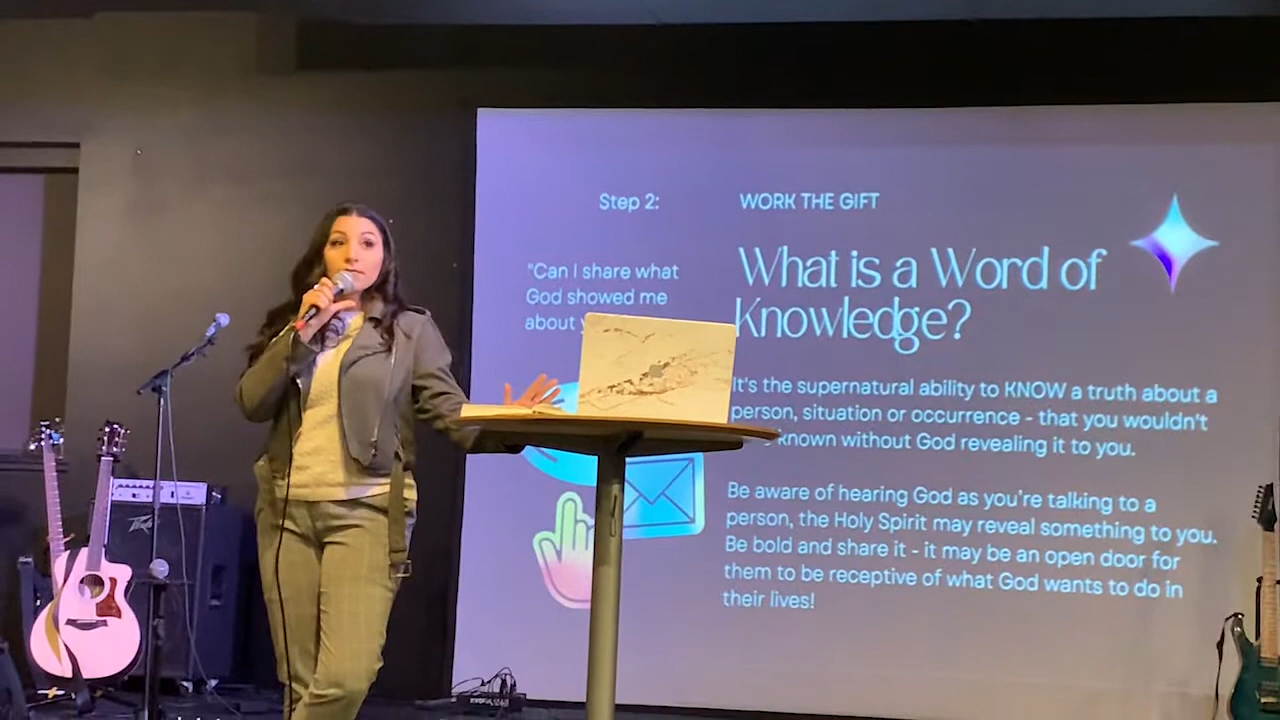 Step 2:
WORK THE GIFT
"Can I share what
God showed me
about
What is a Word of
Knowledge?
It's the supernatural ability to KNOW a truth about a
person, situation or occurrence - that you wouldn't
known without God revealing it to you.
Be aware of hearing God as you're talking to a
person, the Holy Spirit may reveal something to you.
Be bold and share it - it may be an open door for
them to be receptive of what God wants to do in
their lives!
PEAVEY